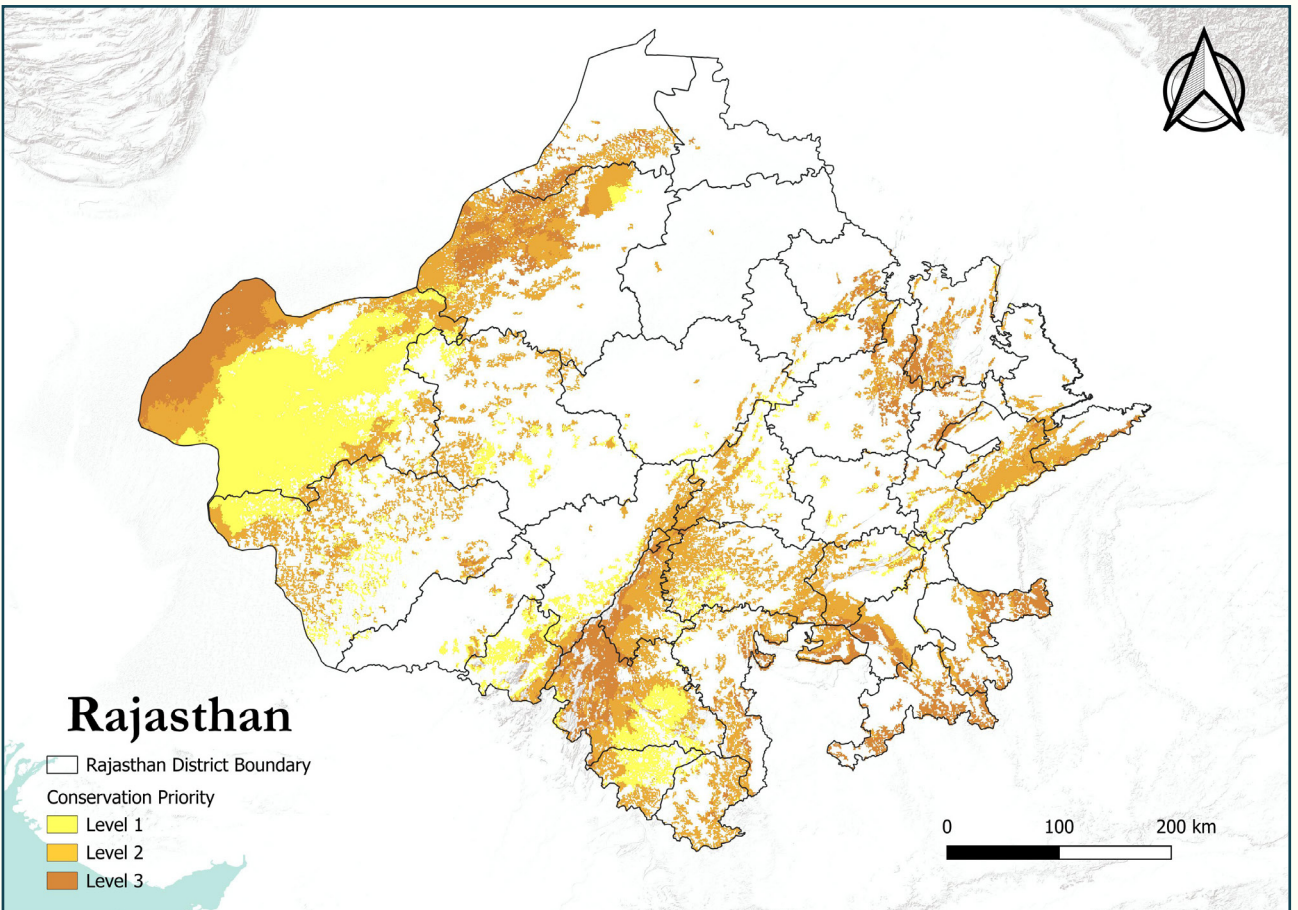 Rajasthan
Rajasthan District Boundary
Conservation Priority
Level 1
Level 2
Level 3
0 100 200 km